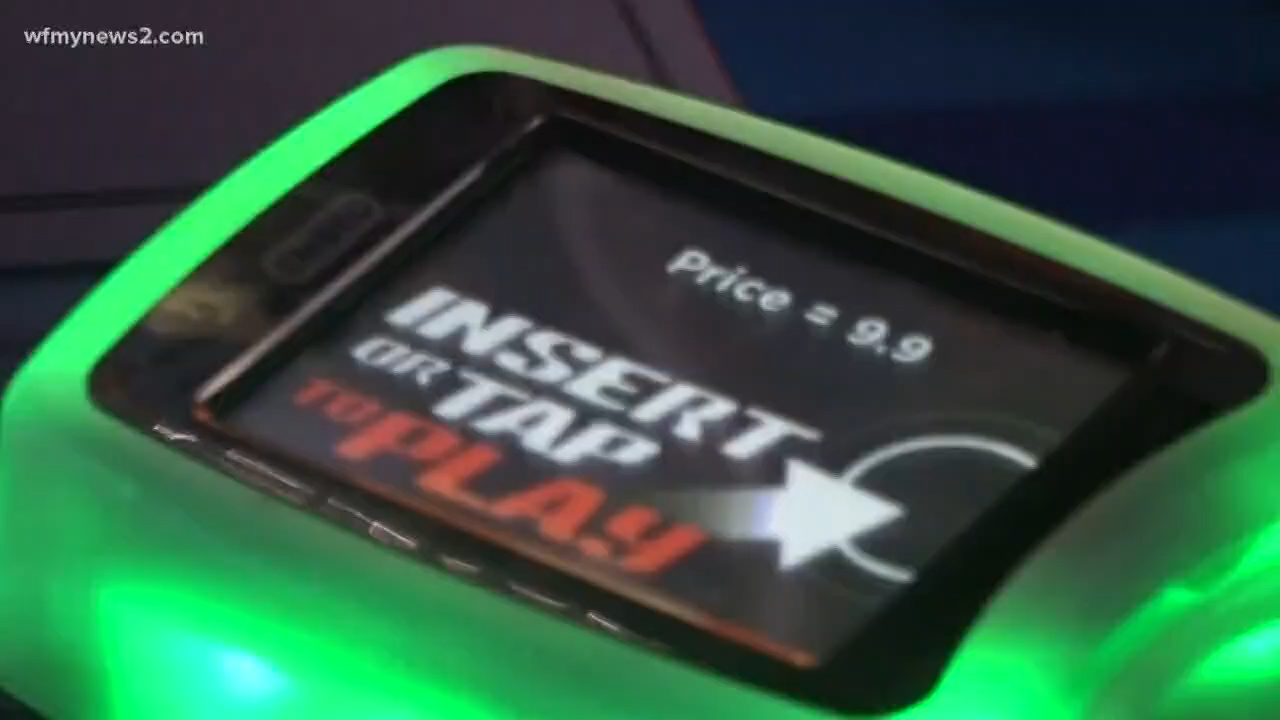 wfmynews2.com
Price = 9.9
INSERT
OR TAP
TO PLAY